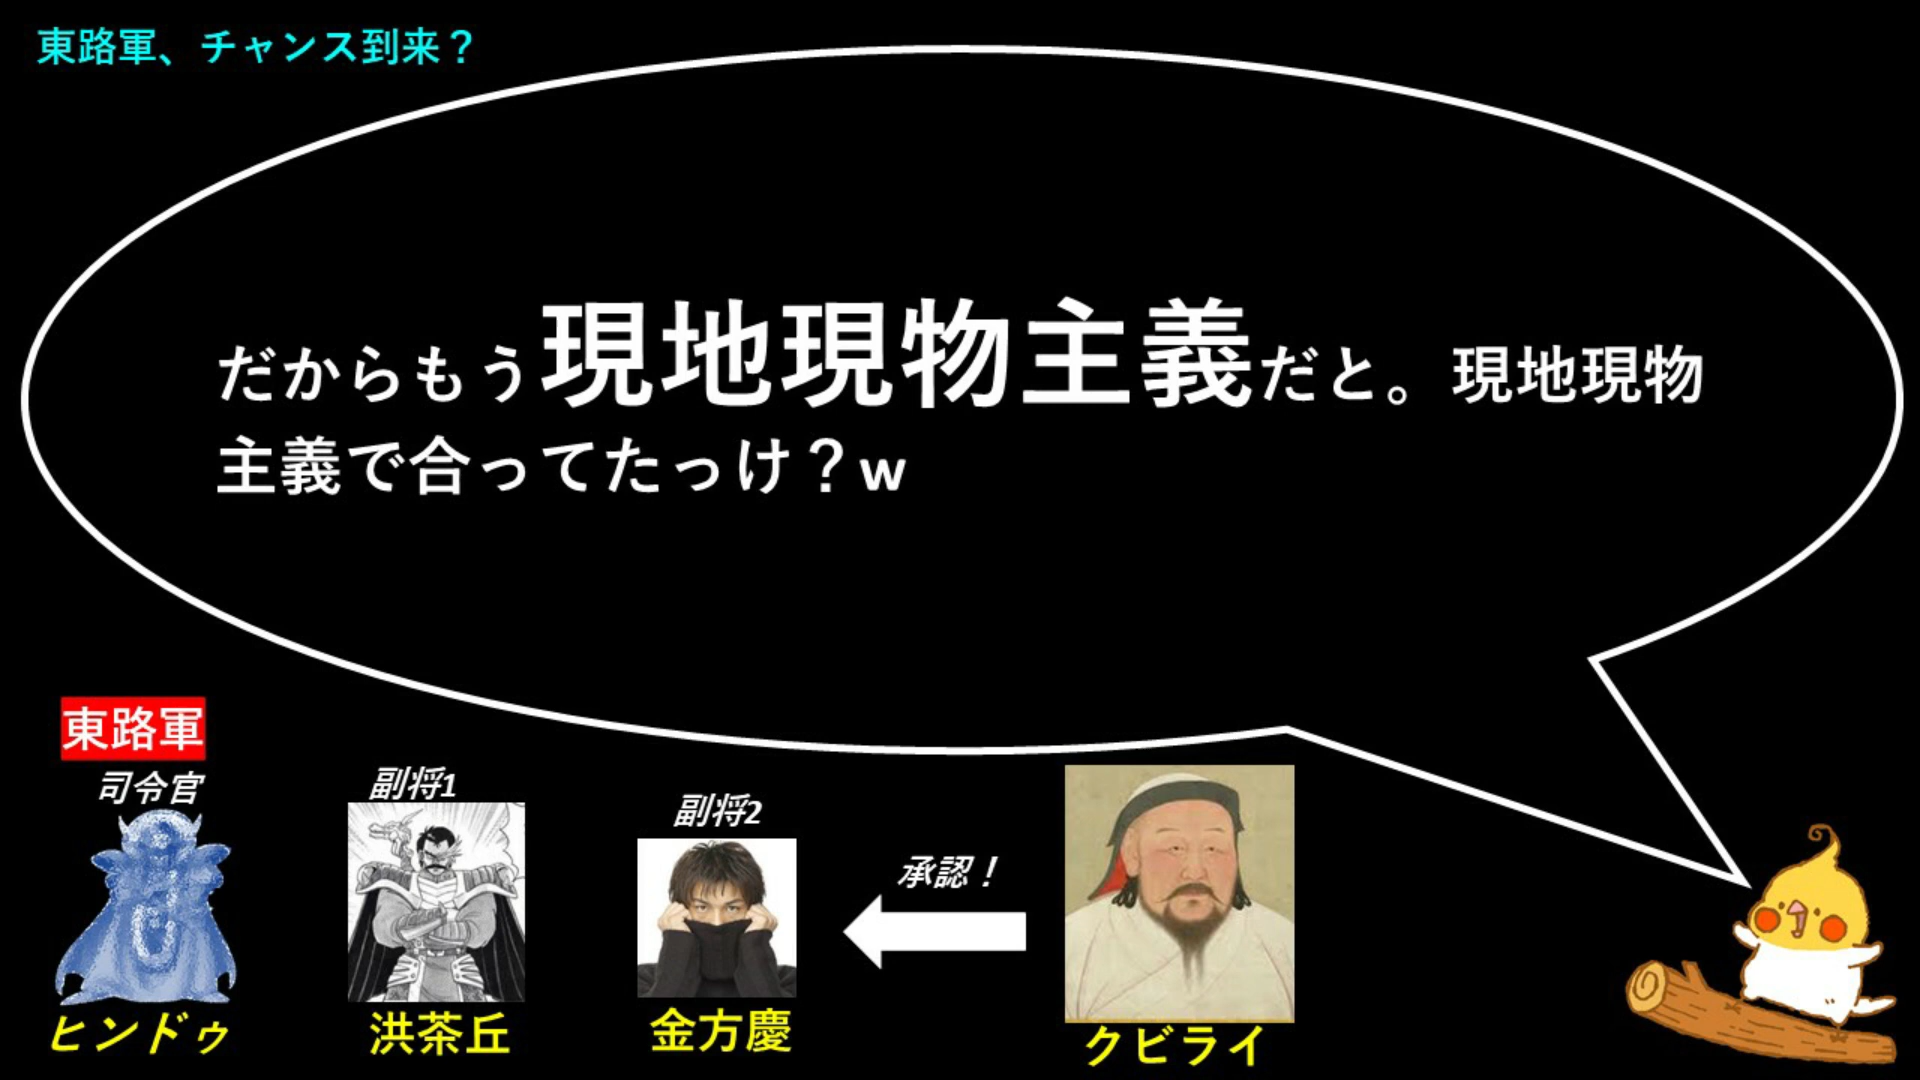 東路軍、チャンス到来？
だからもう現地現物主義だと。現地現物
主義で合ってたっけ？w
東路軍
司令官
副将1
副将2
承認！
ヒンドゥ
洪茶丘
金方慶
クビライ